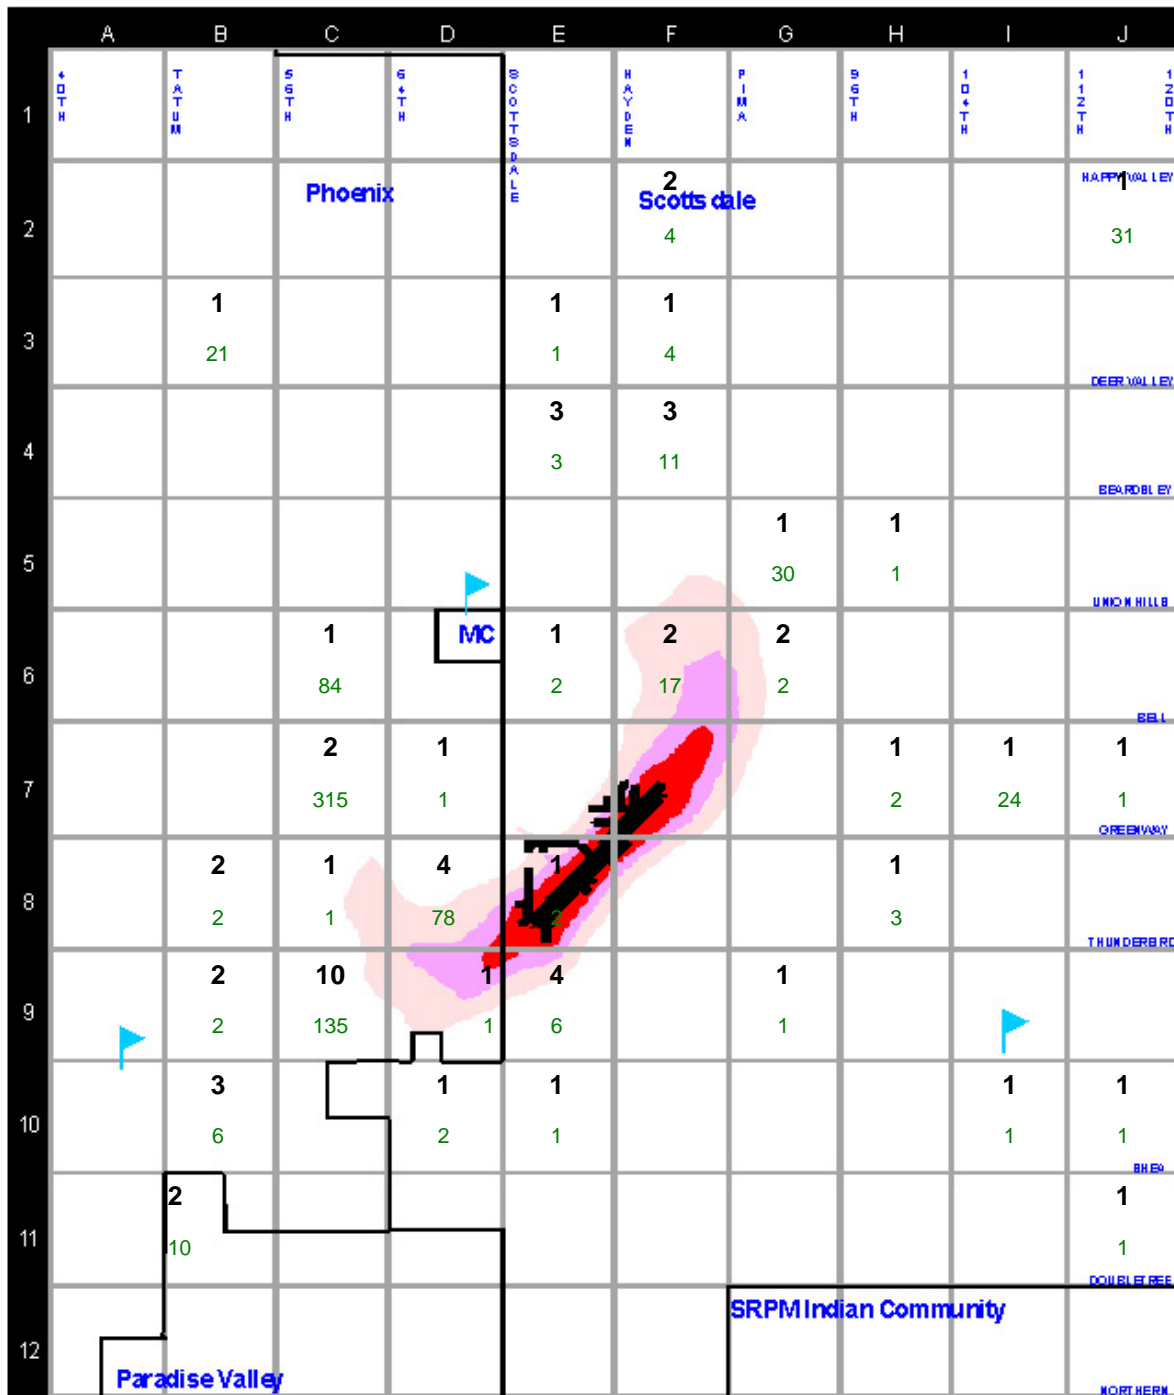 A B C D E F G H I J
1
40TH TATUM 56TH 64TH SCOTTSDALE HAYDEN PIMA 96TH 104TH 112TH 120TH
2 1
Phoenix Scottsdale HAPPY VALLEY
2
4 31
1 1 1
3
21 1 4
DEER VALLEY
3 3
4
3 11
BEARDSLEY
1 1
5
30 1
UNION HILLS
1 MC 1 2 2
6
84 2 17 2
BELL
2 1 1 1 1
7
315 1 2 24 1
GREENWAY
2 1 4 1 1
8
2 1 78 2 3
THUNDERBIRD
2 10 1 4 1
9
2 135 1 6 1
3 1 1 1 1
10
6 2 1 1 1
SHEA
2 1
11
10 1
DOUBLETREE
SRPM Indian Community
12
Paradise Valley
NORTHERN